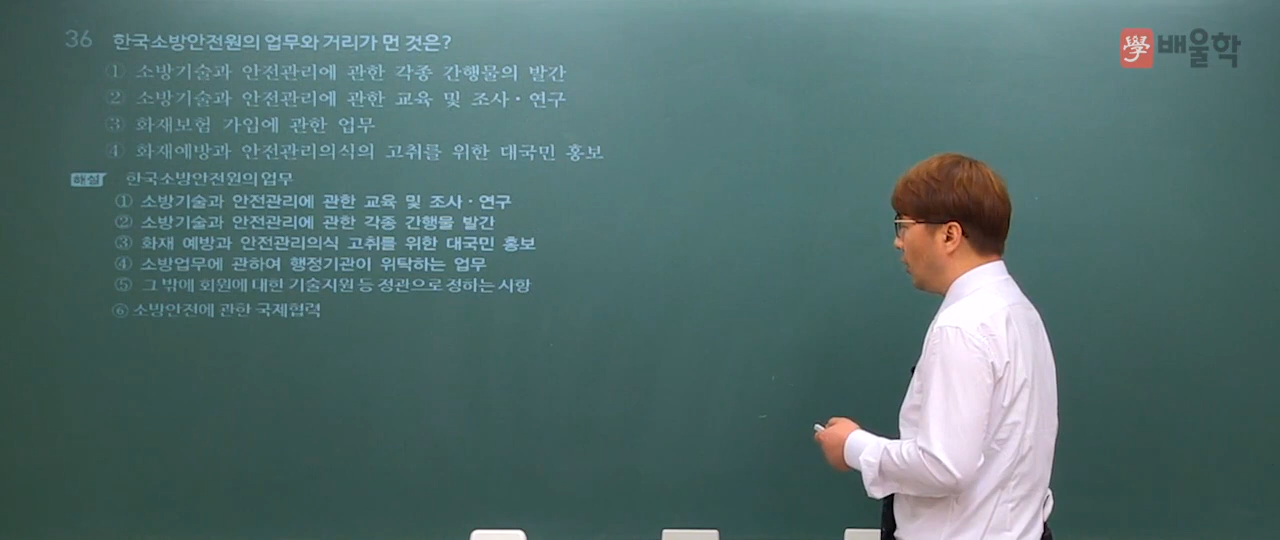 36 한국소방안전원의 업무와 거리가 먼 것은?
① 소방기술과 안전관리에 관한 각종 간행물의 발간
② 소방기술과 안전관리에 관한 교육 및 조사·연구
③ 화재보험 가입에 관한 업무
④ 화재예방과 안전관리의식의 고취를 위한 대국민 홍보
해설 한국소방안전원의 업무
① 소방기술과 안전관리에 관한 교육 및 조사·연구
② 소방기술과 안전관리에 관한 각종 간행물 발간
③ 화재 예방과 안전관리의식 고취를 위한 대국민 홍보
④ 소방업무에 관하여 행정기관이 위탁하는 업무
⑤ 그 밖에 회원에 대한 기술지원 등 정관으로 정하는 사항
⑥ 소방안전에 관한 국제협력
學 배울학